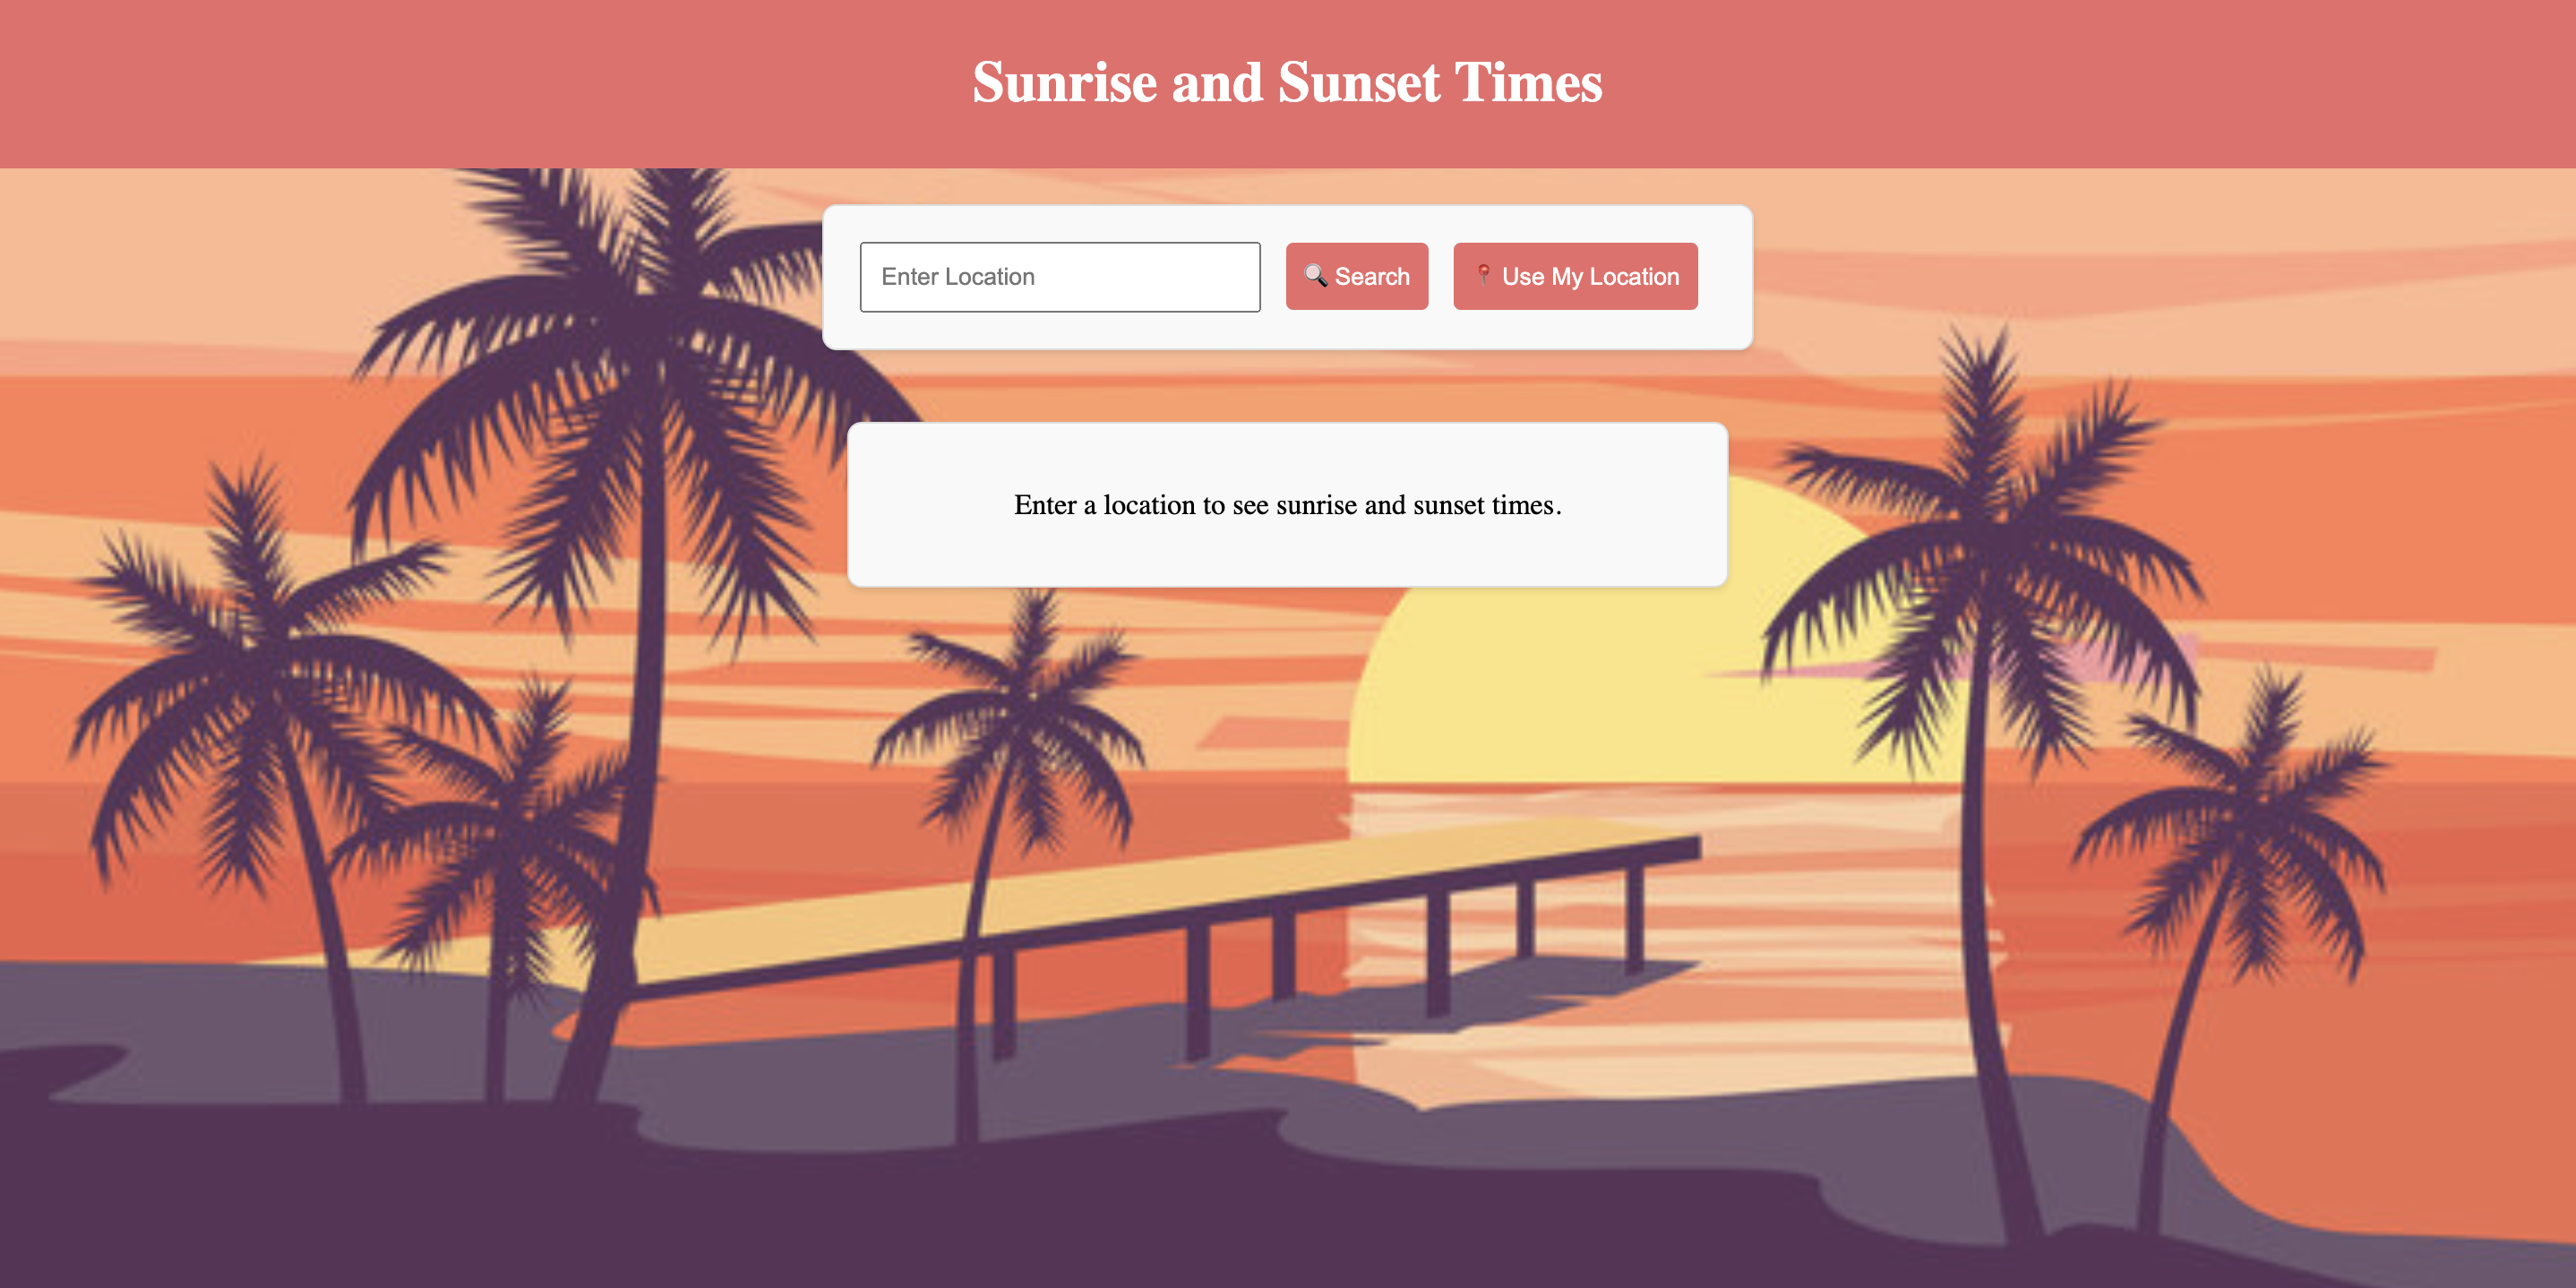 Sunrise and Sunset Times
Enter Location
🔍 Search
📍 Use My Location
Enter a location to see sunrise and sunset times.